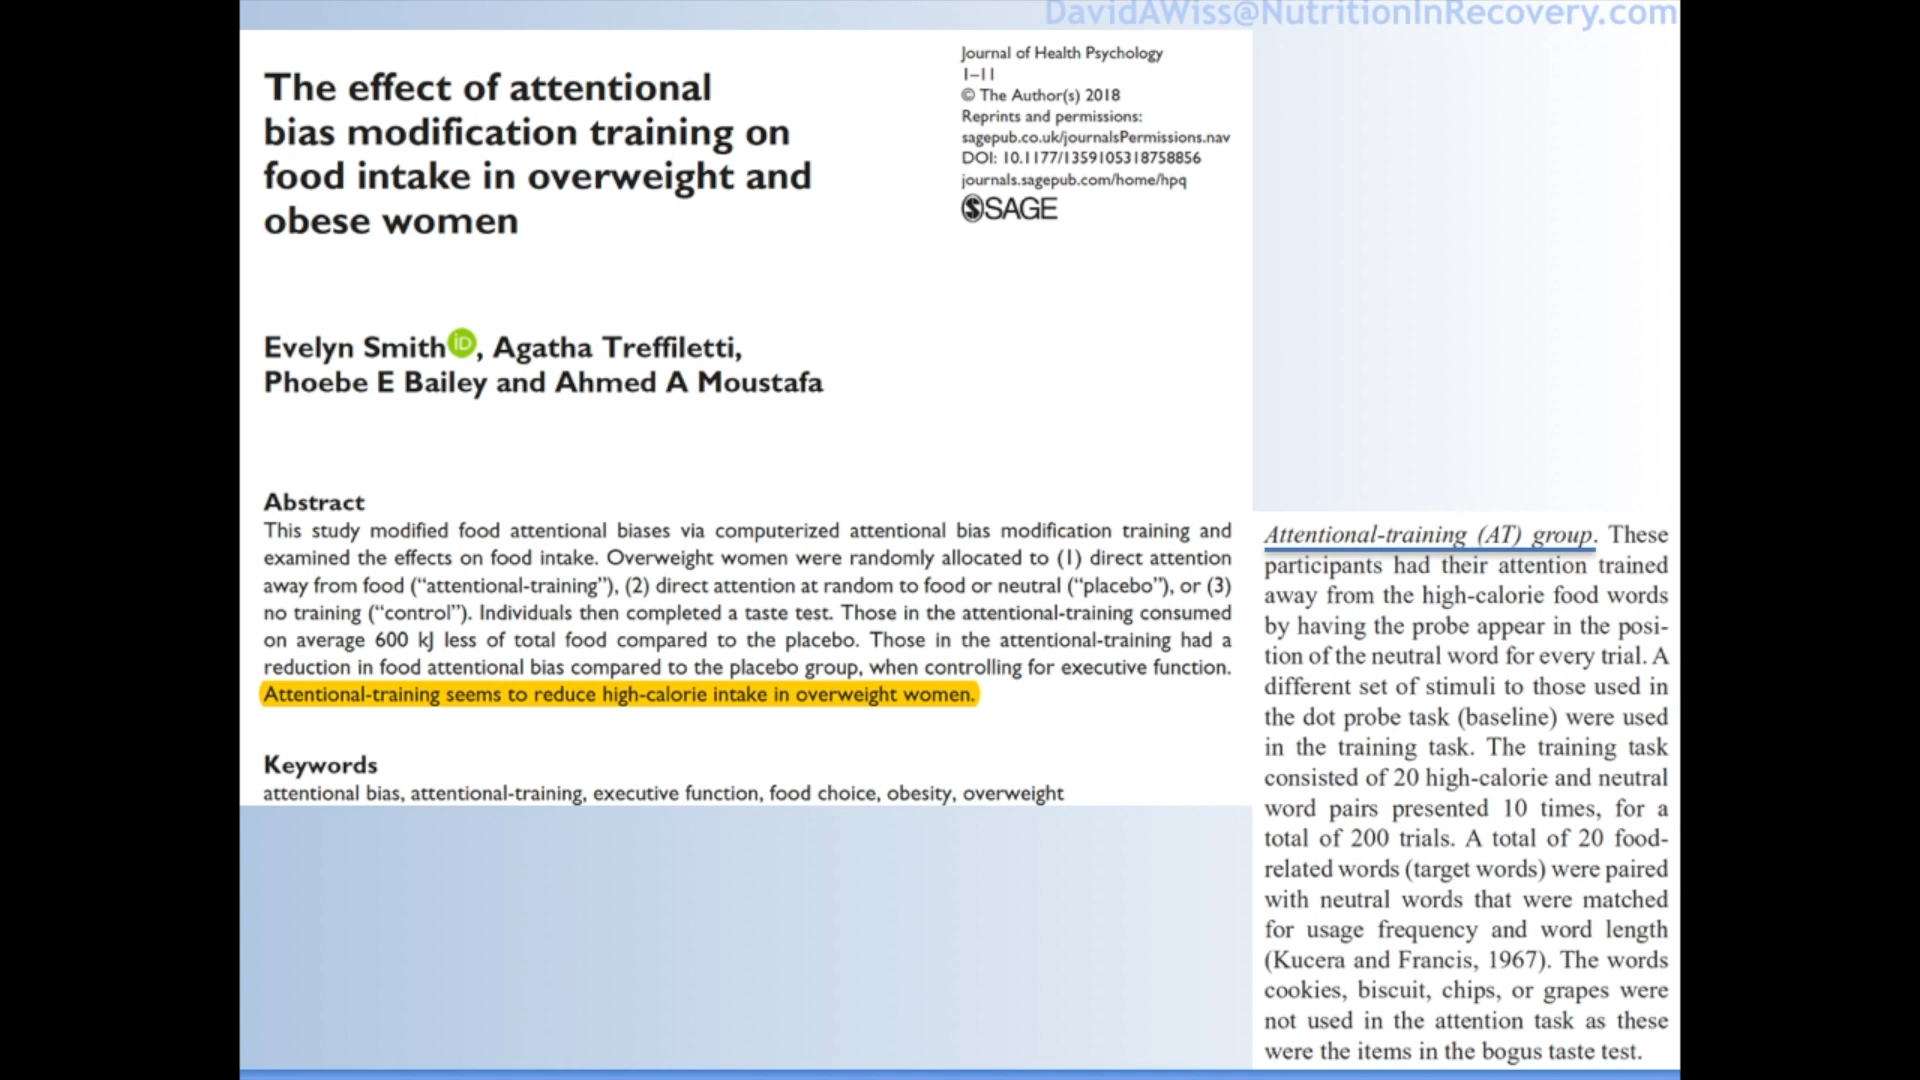 DavidAWiss@NutritionInRecovery.com
The effect of attentional
bias modification training on
food intake in overweight and
obese women
Journal of Health Psychology
1–11
© The Author(s) 2018
Reprints and permissions:
sagepub.co.uk/journalsPermissions.nav
DOI: 10.1177/1359105318758856
journals.sagepub.com/home/hpq
SAGE
Evelyn Smith iD, Agatha Treffiletti,
Phoebe E Bailey and Ahmed A Moustafa
Abstract
This study modified food attentional biases via computerized attentional bias modification training and
examined the effects on food intake. Overweight women were randomly allocated to (1) direct attention
away from food (“attentional-training”), (2) direct attention at random to food or neutral (“placebo”), or (3)
no training (“control”). Individuals then completed a taste test. Those in the attentional-training consumed
on average 600 kJ less of total food compared to the placebo. Those in the attentional-training had a
reduction in food attentional bias compared to the placebo group, when controlling for executive function.
Attentional-training seems to reduce high-calorie intake in overweight women.
Keywords
attentional bias, attentional-training, executive function, food choice, obesity, overweight
Attentional-training (AT) group. These
participants had their attention trained
away from the high-calorie food words
by having the probe appear in the posi-
tion of the neutral word for every trial. A
different set of stimuli to those used in
the dot probe task (baseline) were used
in the training task. The training task
consisted of 20 high-calorie and neutral
word pairs presented 10 times, for a
total of 200 trials. A total of 20 food-
related words (target words) were paired
with neutral words that were matched
for usage frequency and word length
(Kucera and Francis, 1967). The words
cookies, biscuit, chips, or grapes were
not used in the attention task as these
were the items in the bogus taste test.